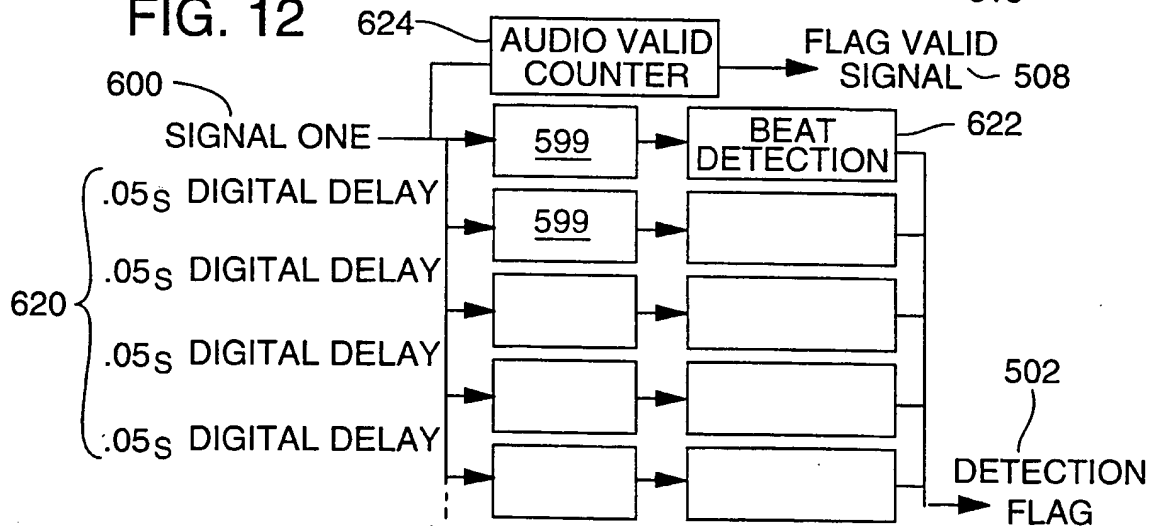 FIG. 12
624
AUDIO VALID
COUNTER
FLAG VALID
SIGNAL 508
600
SIGNAL ONE
599
BEAT
DETECTION
622
.05s DIGITAL DELAY
599
.05s DIGITAL DELAY
620
.05s DIGITAL DELAY
.05s DIGITAL DELAY
502
DETECTION
FLAG